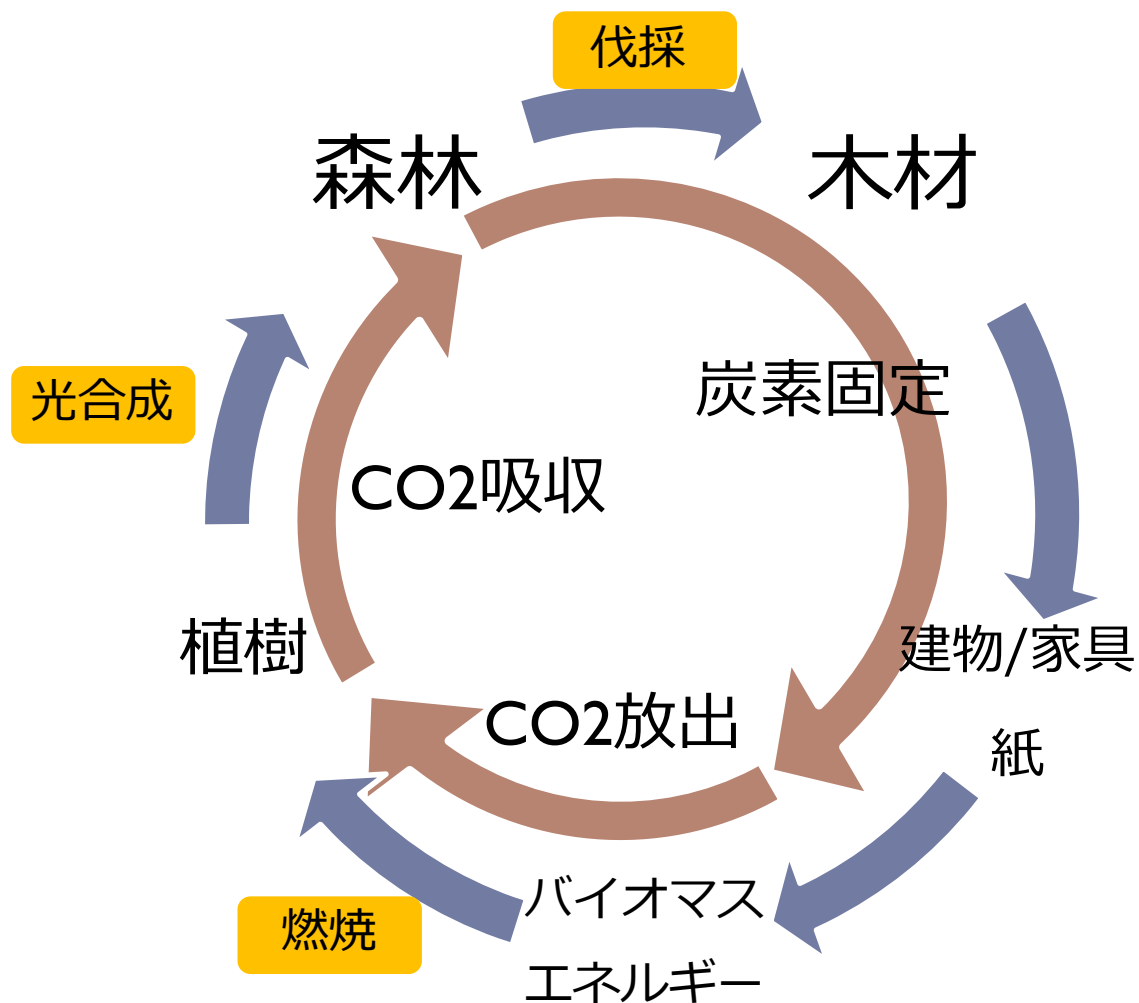 伐採
森林
木材
光合成
炭素固定
CO2吸収
植樹
建物/家具
CO2放出
紙
バイオマス
エネルギー
燃焼